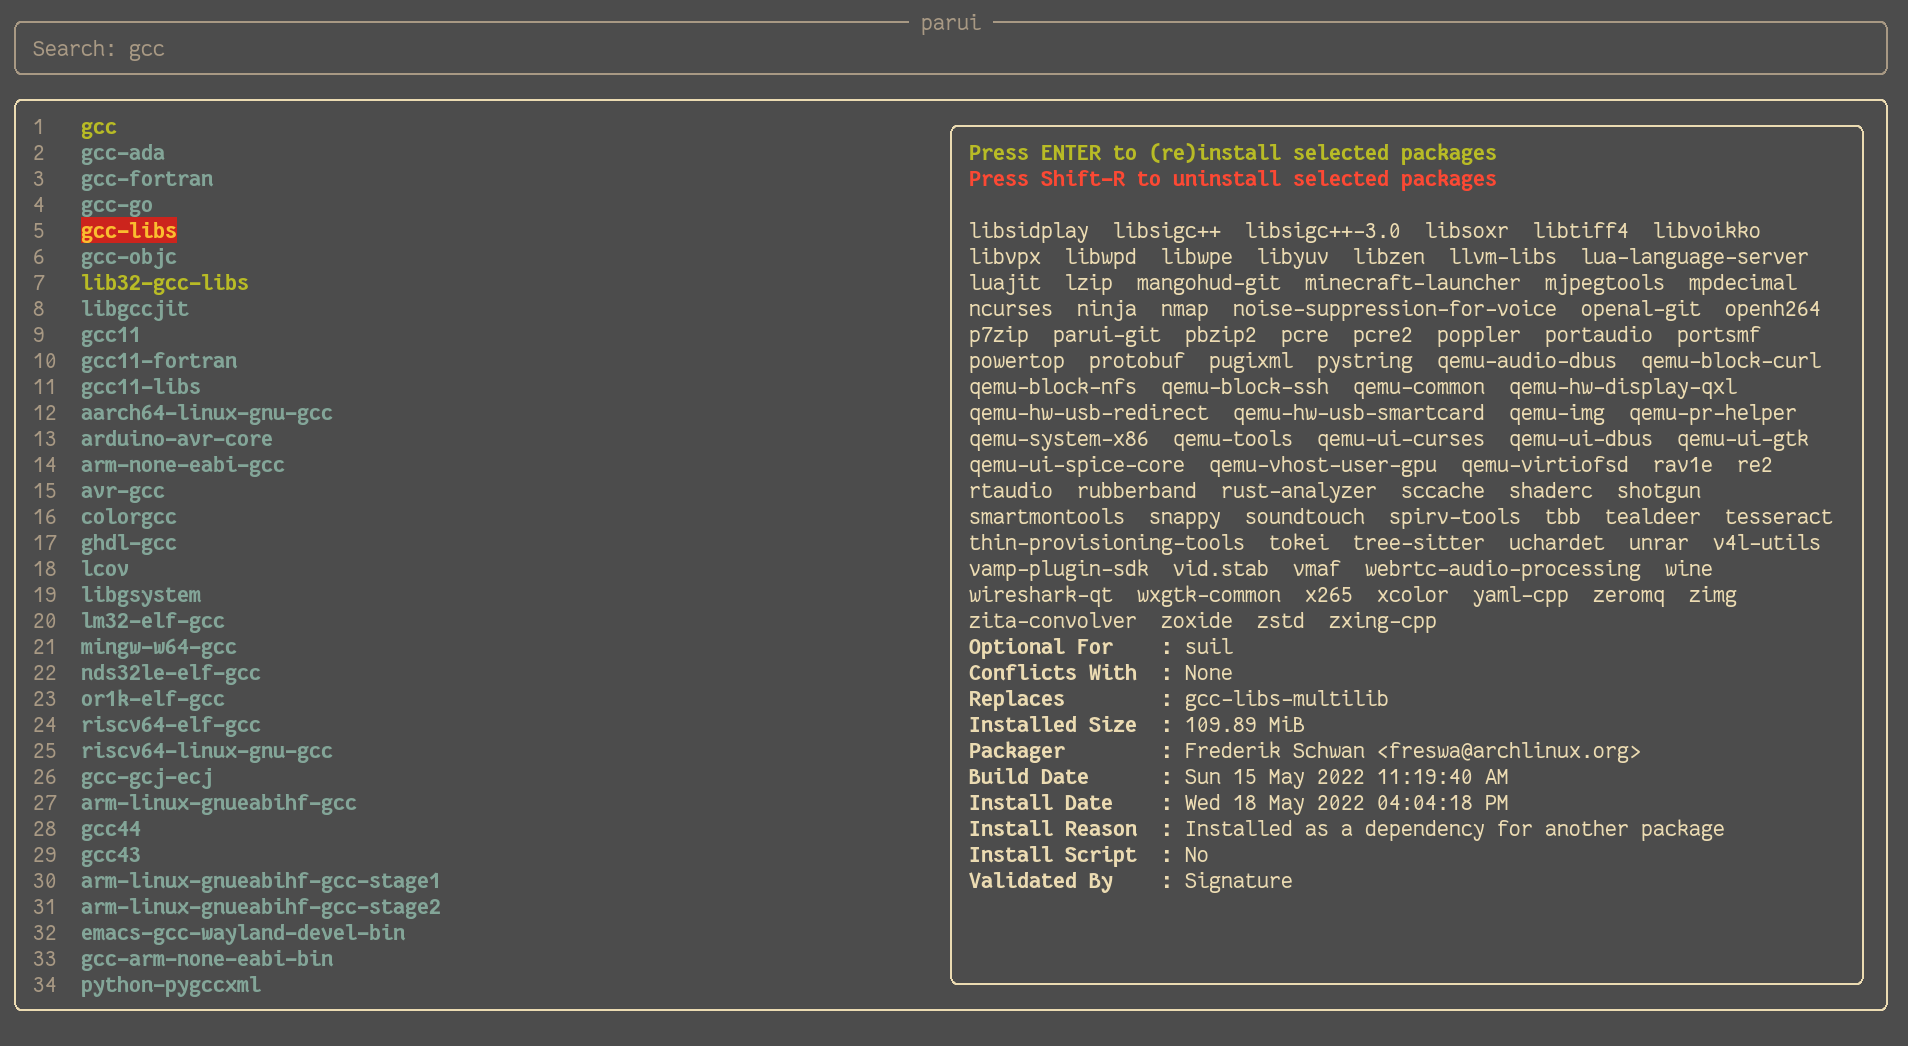 parui
Search: gcc
1 gcc
2 gcc-ada
3 gcc-fortran
4 gcc-go
5 gcc-libs
6 gcc-objc
7 lib32-gcc-libs
8 libgccjit
9 gcc11
10 gcc11-fortran
11 gcc11-libs
12 aarch64-linux-gnu-gcc
13 arduino-avr-core
14 arm-none-eabi-gcc
15 avr-gcc
16 colorgcc
17 ghdl-gcc
18 lcov
19 libgsystem
20 lm32-elf-gcc
21 mingw-w64-gcc
22 nds32le-elf-gcc
23 or1k-elf-gcc
24 riscv64-elf-gcc
25 riscv64-linux-gnu-gcc
26 gcc-gcj-ecj
27 arm-linux-gnueabihf-gcc
28 gcc44
29 gcc43
30 arm-linux-gnueabihf-gcc-stage1
31 arm-linux-gnueabihf-gcc-stage2
32 emacs-gcc-wayland-devel-bin
33 gcc-arm-none-eabi-bin
34 python-pygccxml
Press ENTER to (re)install selected packages
Press Shift-R to uninstall selected packages
libsidplay libsigc++ libsigc++-3.0 libsoxr libtiff4 libvoikko
libvpx libwpd libwpe libyuv libzen llvm-libs lua-language-server
luajit lzip mangohud-git minecraft-launcher mjpegtools mpdecimal
ncurses ninja nmap noise-suppression-for-voice openal-git openh264
p7zip parui-git pbzip2 pcre pcre2 poppler portaudio portsmf
powertop protobuf pugixml pystring qemu-audio-dbus qemu-block-curl
qemu-block-nfs qemu-block-ssh qemu-common qemu-hw-display-qxl
qemu-hw-usb-redirect qemu-hw-usb-smartcard qemu-img qemu-pr-helper
qemu-system-x86 qemu-tools qemu-ui-curses qemu-ui-dbus qemu-ui-gtk
qemu-ui-spice-core qemu-vhost-user-gpu qemu-virtiofsd rav1e re2
rtaudio rubberband rust-analyzer sccache shaderc shotgun
smartmontools snappy soundtouch spirv-tools tbb tealdeer tesseract
thin-provisioning-tools tokei tree-sitter uchardet unrar v4l-utils
vamp-plugin-sdk vid.stab vmaf webrtc-audio-processing wine
wireshark-qt wxgtk-common x265 xcolor yaml-cpp zeromq zimg
zita-convolver zoxide zstd zxing-cpp
Optional For : suil
Conflicts With : None
Replaces : gcc-libs-multilib
Installed Size : 109.89 MiB
Packager : Frederik Schwan <freswa@archlinux.org>
Build Date : Sun 15 May 2022 11:19:40 AM
Install Date : Wed 18 May 2022 04:04:18 PM
Install Reason : Installed as a dependency for another package
Install Script : No
Validated By : Signature